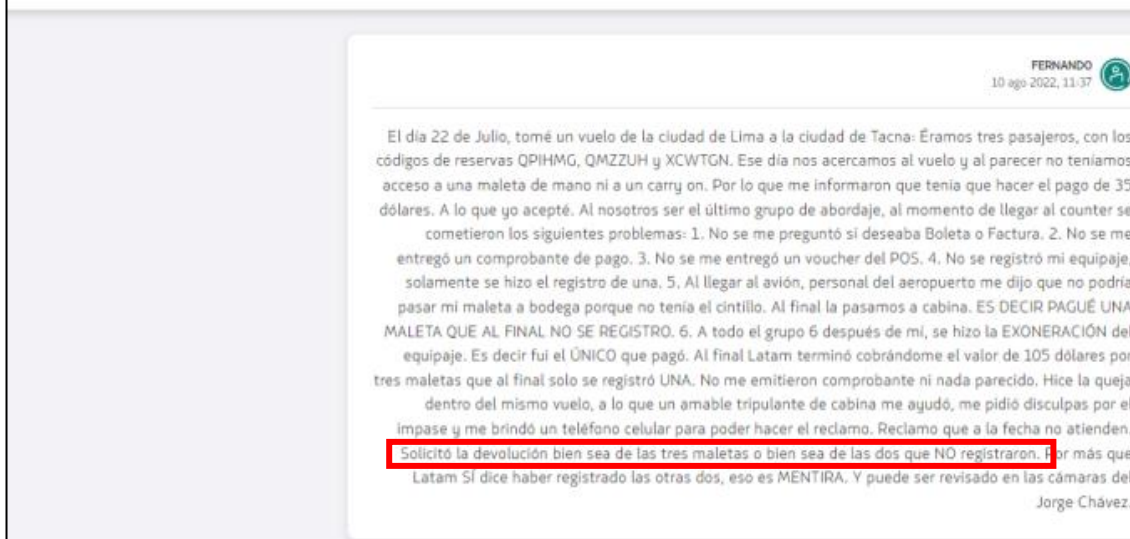 FERNANDO
10 ago 2022, 11:37
El día 22 de Julio, tomé un vuelo de la ciudad de Lima a la ciudad de Tacna: Éramos tres pasajeros, con los
códigos de reservas QPIHMG, QMZZUH y XCWTGN. Ese día nos acercamos al vuelo y al parecer no teníamos
acceso a una maleta de mano ni a un carry on. Por lo que me informaron que tenia que hacer el pago de 35
dólares. A lo que yo acepté. Al nosotros ser el último grupo de abordaje, al momento de llegar al counter se
cometieron los siguientes problemas: 1. No se me preguntó si deseaba Boleta o Factura. 2. No se me
entregó un comprobante de pago. 3. No se me entregó un voucher del POS. 4. No se registró mi equipaje,
solamente se hizo el registro de una. 5. Al llegar al avión, personal del aeropuerto me dijo que no podría
pasar mi maleta a bodega porque no tenía el cintillo. Al final la pasamos a cabina. ES DECIR PAGUÉ UNA
MALETA QUE AL FINAL NO SE REGISTRO. 6. A todo el grupo 6 después de mí, se hizo la EXONERACIÓN del
equipaje. Es decir fui el ÚNICO que pagó. Al final Latam terminó cobrándome el valor de 105 dólares por
tres maletas que al final solo se registró UNA. No me emitieron comprobante ni nada parecido. Hice la queja
dentro del mismo vuelo, a lo que un amable tripulante de cabina me ayudó, me pidió disculpas por el
impase y me brindó un teléfono celular para poder hacer el reclamo. Reclamo que a la fecha no atienden.
Solicitó la devolución bien sea de las tres maletas o bien sea de las dos que NO registraron. Por más que
Latam SÍ dice haber registrado las otras dos, eso es MENTIRA. Y puede ser revisado en las cámaras del
Jorge Chávez.